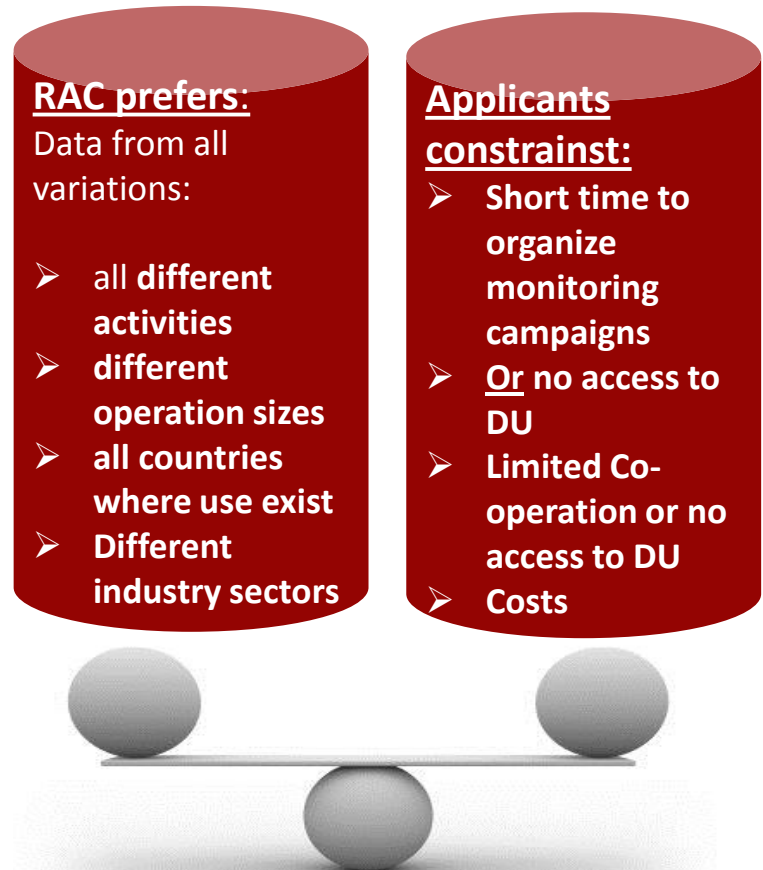 RAC prefers:
Data from all
variations:
➢ all different
activities
➢ different
operation sizes
➢ all countries
where use exist
➢ Different
industry sectors
Applicants
constrainst:
➢ Short time to
organize
monitoring
campaigns
➢ Or no access to
DU
➢ Limited Co-
operation or no
access to DU
➢ Costs